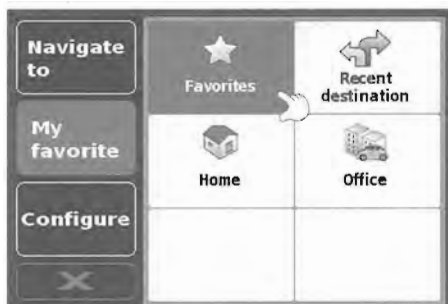 Navigate
to
My
favorite
Configure
Favorites
Recent
destination
Home
Office